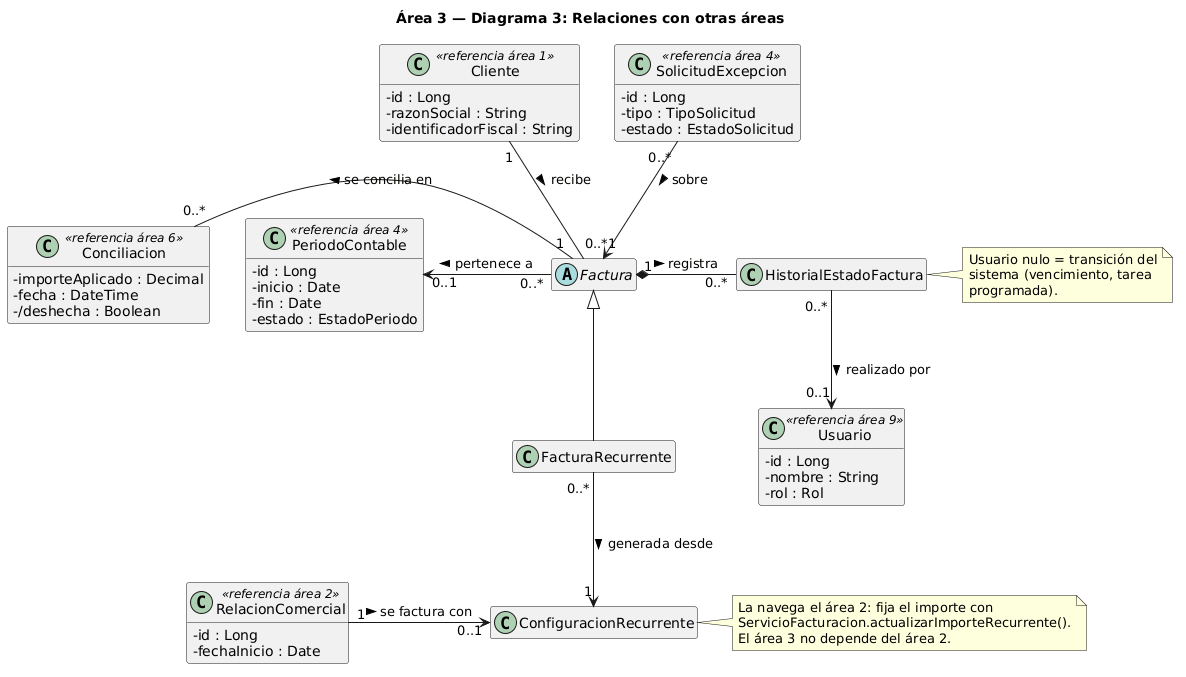 Área 3 — Diagrama 3: Relaciones con otras áreas
C «referencia área 1»
Cliente
-id : Long
-razonSocial : String
-identificadorFiscal : String
C «referencia área 4»
SolicitudExcepcion
-id : Long
-tipo : TipoSolicitud
-estado : EstadoSolicitud
1
recibe
0..*
0..*
sobre
1
se concilia en
0..*
1
C «referencia área 6»
Conciliacion
-importeAplicado : Decimal
-fecha : DateTime
-/deshecha : Boolean
C «referencia área 4»
PeriodoContable
-id : Long
-inicio : Date
-fin : Date
-estado : EstadoPeriodo
pertenece a
0..1
0..*
A Factura
1
registra
0..*
C HistorialEstadoFactura
Usuario nulo = transición del
sistema (vencimiento, tarea
programada).
0..*
realizado por
0..1
C «referencia área 9»
Usuario
-id : Long
-nombre : String
-rol : Rol
C FacturaRecurrente
0..*
generada desde
1
C «referencia área 2»
RelacionComercial
-id : Long
-fechaInicio : Date
1
se factura con
0..1
C ConfiguracionRecurrente
La navega el área 2: fija el importe con
ServicioFacturacion.actualizarImporteRecurrente().
El área 3 no depende del área 2.